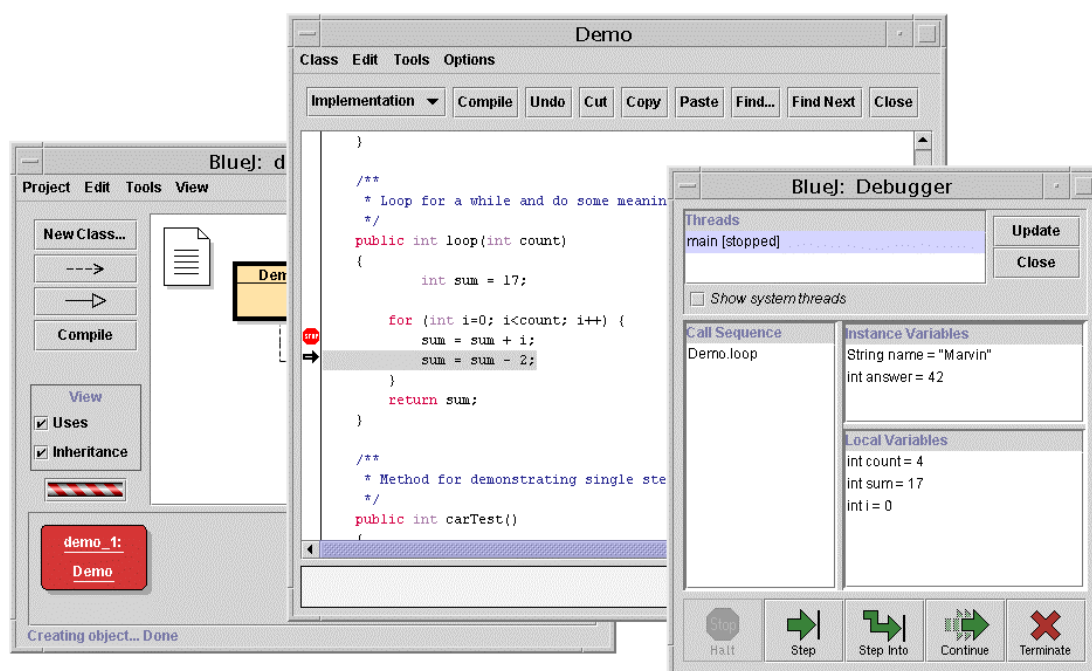 BlueJ: d
Project Edit Tools View
New Class...
Compile
View
Uses
Inheritance
Dem
demo_1:
Demo
Creating object... Done
Demo
Class Edit Tools Options
Implementation Compile Undo Cut Copy Paste Find... Find Next Close
}
/**
* Loop for a while and do some meanin
*/
public int loop(int count)
{
int sum = 17;
for (int i=0; i<count; i++) {
STOP
sum = sum + i;
sum = sum - 2;
}
return sum;
}
/**
* Method for demonstrating single ste
*/
public int carTest()
{
BlueJ: Debugger
Threads
main [stopped]
Update
Close
Show system threads
Call Sequence
Demo.loop
Instance Variables
String name = "Marvin"
int answer = 42
Local Variables
int count = 4
int sum = 17
int i = 0
Stop
Halt
Step
Step Into
Continue
Terminate